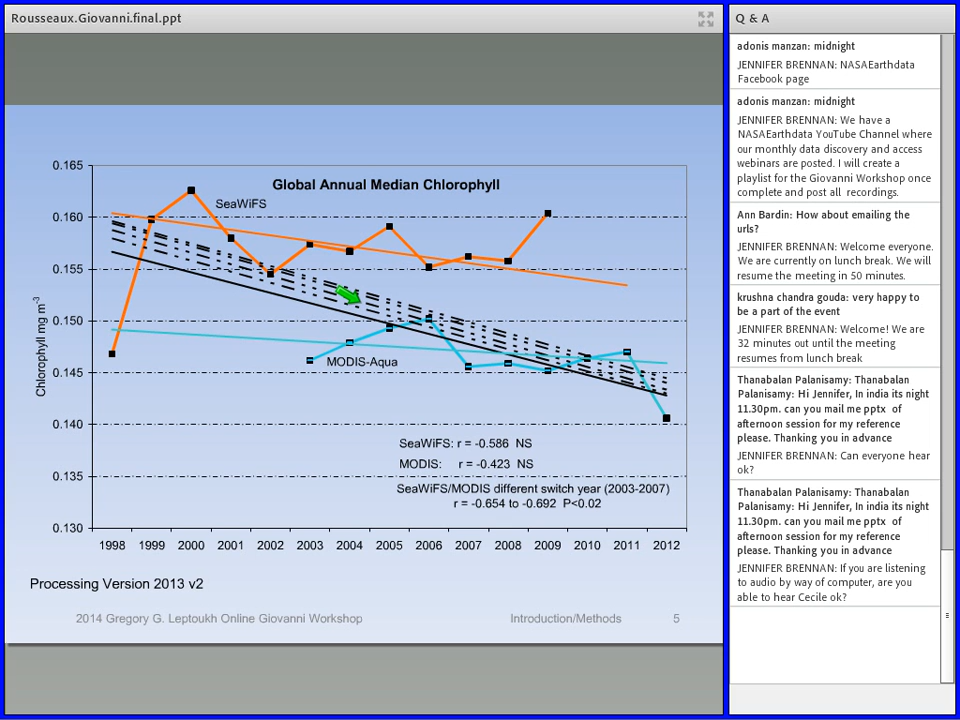 Rousseaux.Giovanni.final.ppt
Global Annual Median Chlorophyll
SeaWiFS
MODIS-Aqua
Chlorophyll mg m-3
0.165
0.160
0.155
0.150
0.145
0.140
0.135
0.130
SeaWiFS: r = -0.586 NS
MODIS: r = -0.423 NS
SeaWiFS/MODIS different switch year (2003-2007)
r = -0.654 to -0.692 P<0.02
1998 1999 2000 2001 2002 2003 2004 2005 2006 2007 2008 2009 2010 2011 2012
Processing Version 2013 v2
2014 Gregory G. Leptoukh Online Giovanni Workshop Introduction/Methods 5
Q & A
adonis manzan: midnight
JENNIFER BRENNAN: NASAEarthdata
Facebook page
adonis manzan: midnight
JENNIFER BRENNAN: We have a
NASAEarthdata YouTube Channel where
our monthly data discovery and access
webinars are posted. I will create a
playlist for the Giovanni Workshop once
complete and post all recordings.
Ann Bardin: How about emailing the
urls?
JENNIFER BRENNAN: Welcome everyone.
We are currently on lunch break. We will
resume the meeting in 50 minutes.
krushna chandra gouda: very happy to
be a part of the event
JENNIFER BRENNAN: Welcome! We are
32 minutes out until the meeting
resumes from lunch break
Thanabalan Palanisamy: Thanabalan
Palanisamy: Hi Jennifer, In india its night
11.30pm. can you mail me pptx of
afternoon session for my reference
please. Thanking you in advance
JENNIFER BRENNAN: Can everyone hear
ok?
Thanabalan Palanisamy: Thanabalan
Palanisamy: Hi Jennifer, In india its night
11.30pm. can you mail me pptx of
afternoon session for my reference
please. Thanking you in advance
JENNIFER BRENNAN: If you are listening
to audio by way of computer, are you
able to hear Cecile ok?